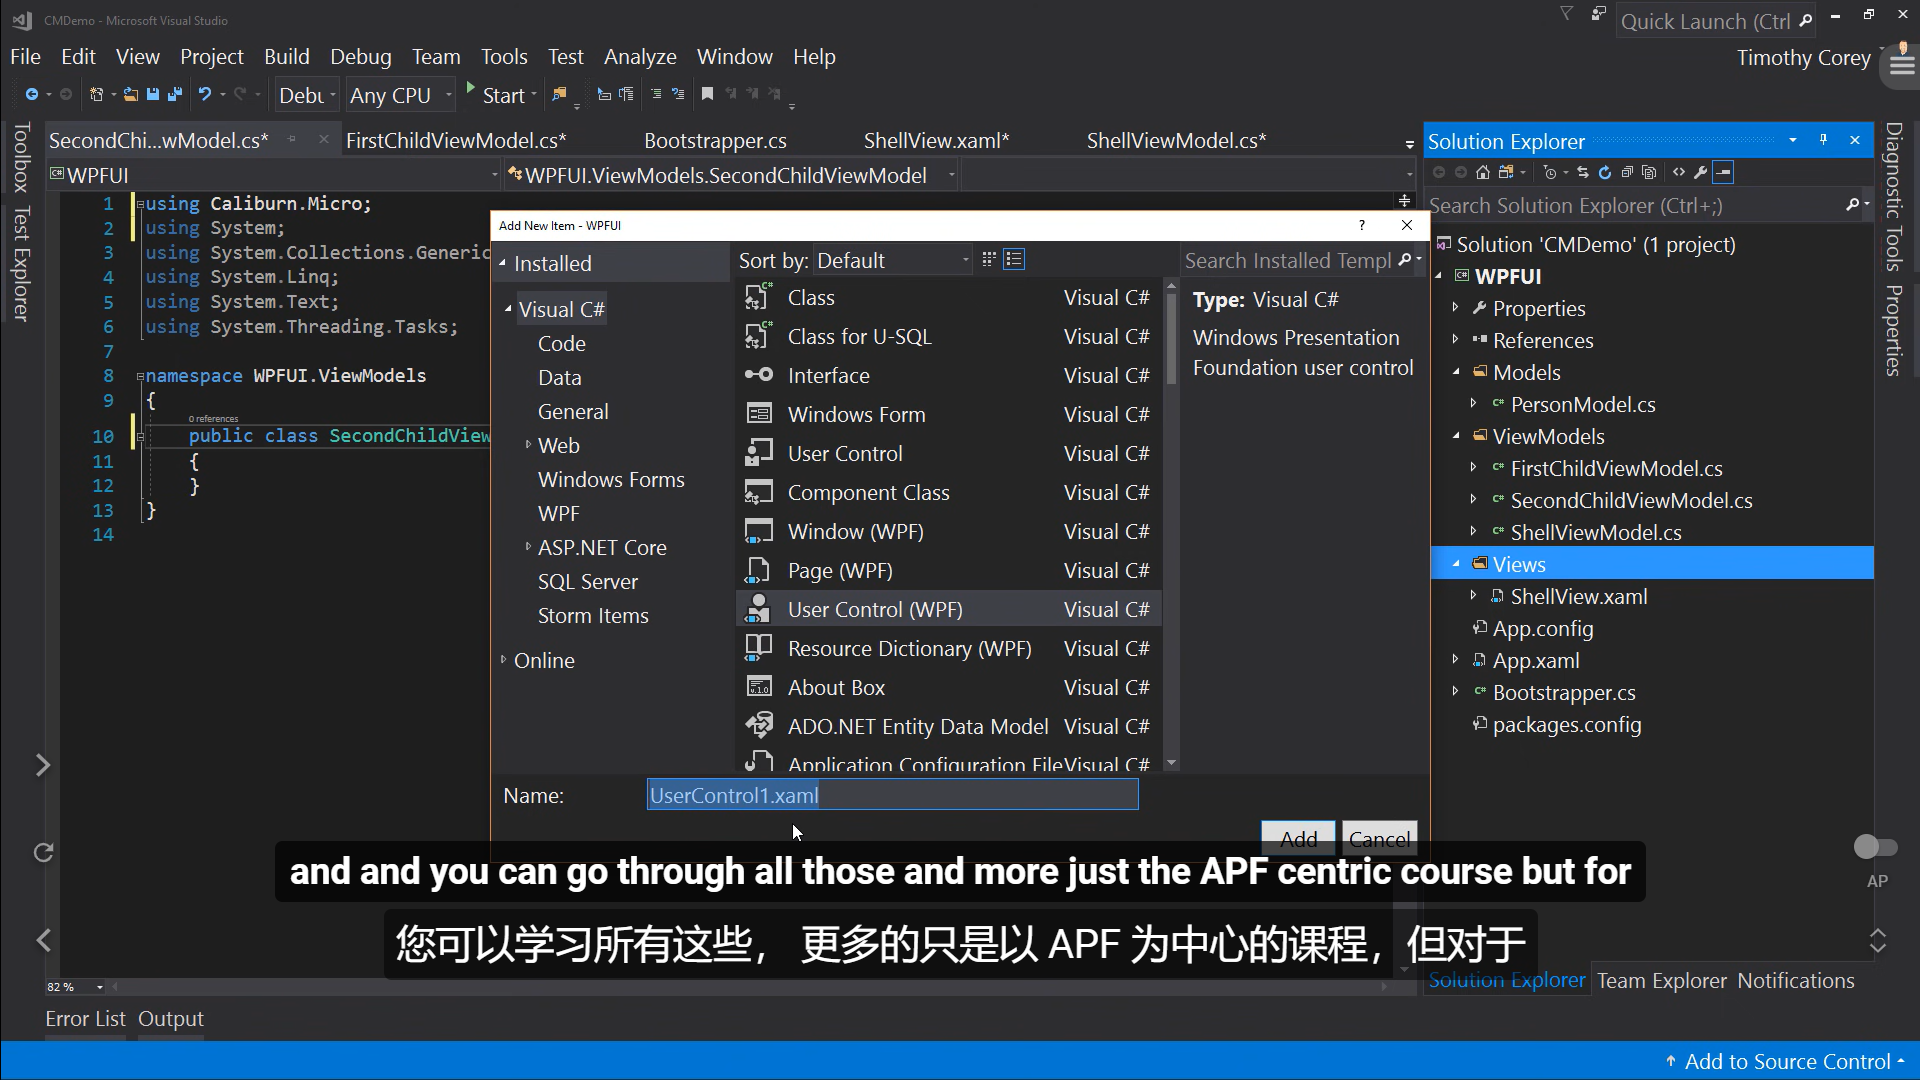 CMDemo - Microsoft Visual Studio
Quick Launch (Ctrl
File Edit View Project Build Debug Team Tools Test Analyze Window Help
Timothy Corey
Debu Any CPU Start
SecondChi...wModel.cs* FirstChildViewModel.cs* Bootstrapper.cs ShellView.xaml* ShellViewModel.cs*
WPFUI WPFUI.ViewModels.SecondChildViewModel
Toolbox
Test Explorer
1 using Caliburn.Micro;
2 using System;
3 using System.Collections.Generic
4 using System.Linq;
5 using System.Text;
6 using System.Threading.Tasks;
7
8 namespace WPFUI.ViewModels
9 {
0 references
10 public class SecondChildView
11 {
12 }
13 }
14
Add New Item - WPFUI
? 
Installed
Visual C#
Code
Data
General
Web
Windows Forms
WPF
ASP.NET Core
SQL Server
Storm Items
Online
Sort by: Default
Search Installed Templ
Class Visual C#
Class for U-SQL Visual C#
Interface Visual C#
Windows Form Visual C#
User Control Visual C#
Component Class Visual C#
Window (WPF) Visual C#
Page (WPF) Visual C#
User Control (WPF) Visual C#
Resource Dictionary (WPF) Visual C#
About Box Visual C#
ADO.NET Entity Data Model Visual C#
Application Configuration File Visual C#
Type: Visual C#
Windows Presentation
Foundation user control
Name: UserControl1.xaml
Add Cancel
Solution Explorer
Search Solution Explorer (Ctrl+;)
Solution 'CMDemo' (1 project)
WPFUI
Properties
References
Models
PersonModel.cs
ViewModels
FirstChildViewModel.cs
SecondChildViewModel.cs
ShellViewModel.cs
Views
ShellView.xaml
App.config
App.xaml
Bootstrapper.cs
packages.config
Diagnostic Tools
Properties
AP
and and you can go through all those and more just the APF centric course but for
您可以学习所有这些， 更多的只是以 APF 为中心的课程，但对于
82 %
Solution Explorer Team Explorer Notifications
Error List Output
Add to Source Control